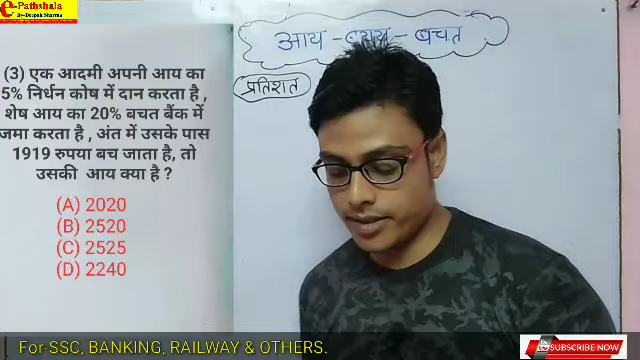 e-Pathshala
By-Deepak Sharma
आय - व्यय - बचत
प्रतिशत
(3) एक आदमी अपनी आय का
5% निर्धन कोष में दान करता है ,
शेष आय का 20% बचत बैंक में
जमा करता है , अंत में उसके पास
1919 रुपया बच जाता है, तो
उसकी आय क्या है ?
(A) 2020
(B) 2520
(C) 2525
(D) 2240
For-SSC, BANKING, RAILWAY & OTHERS.
SUBSCRIBE NOW